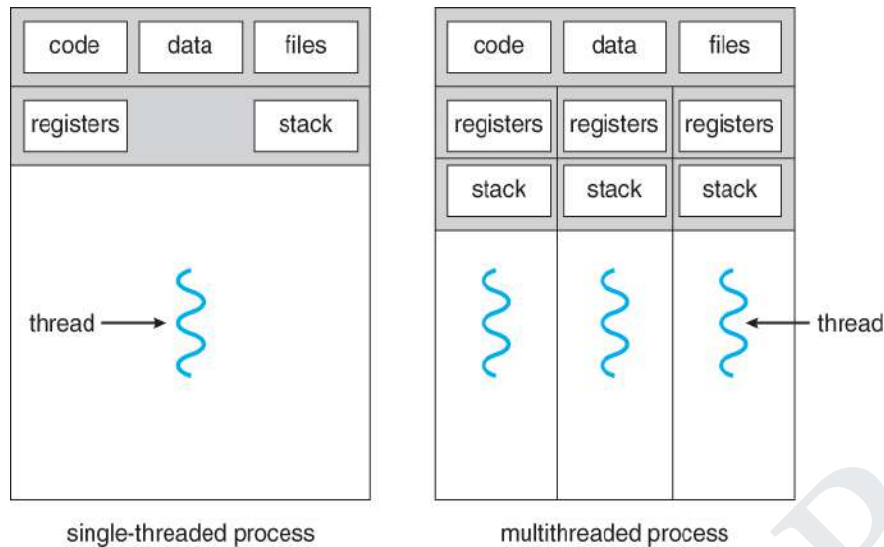 code data files code data files
registers stack registers registers registers
stack stack stack
thread thread
single-threaded process multithreaded process